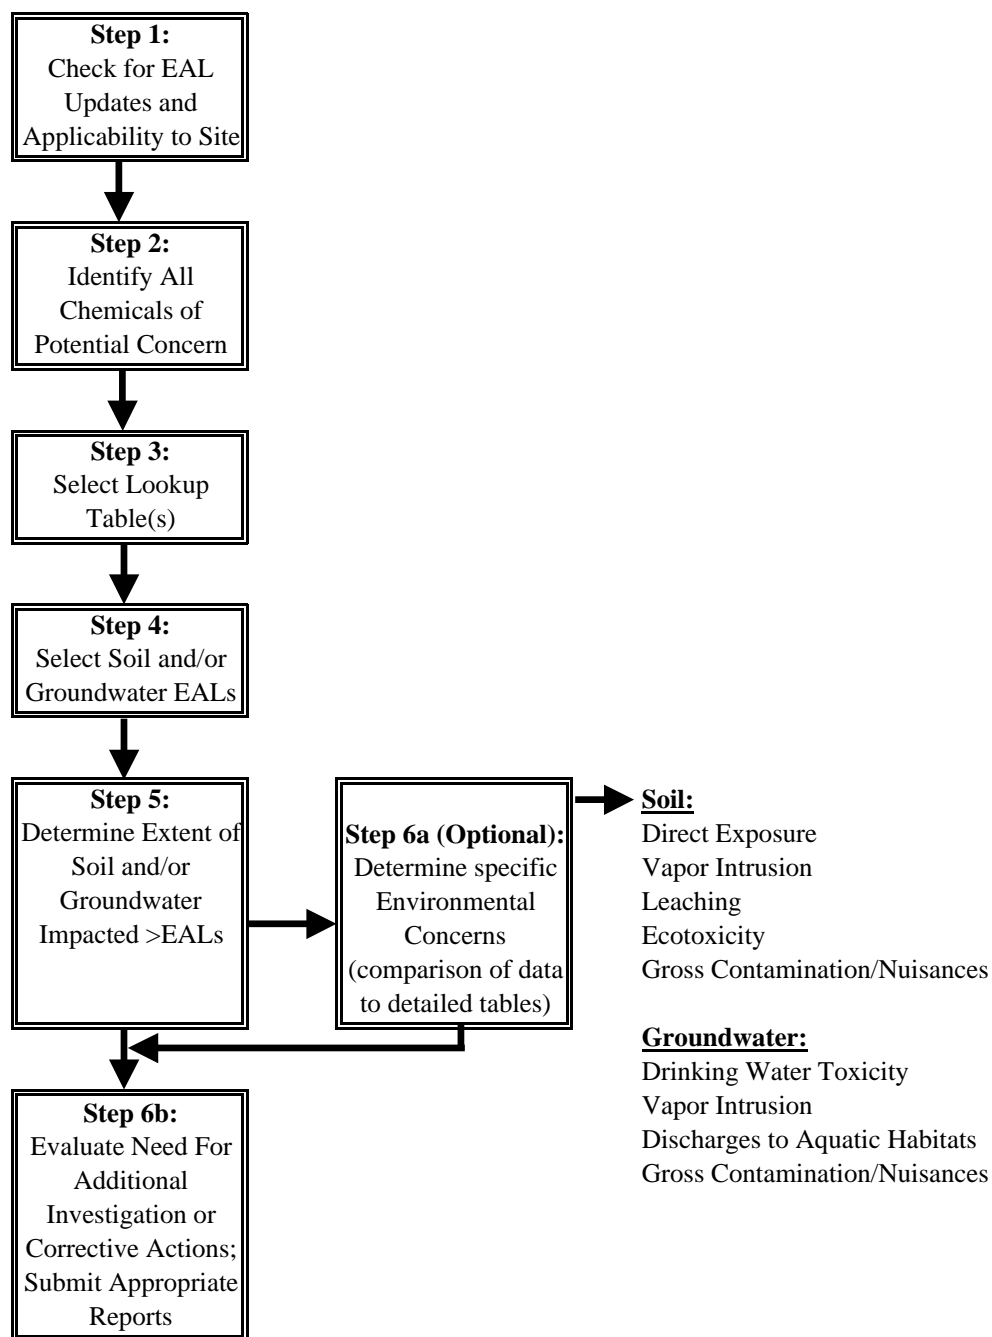 Step 1:
Check for EAL
Updates and
Applicability to Site
Step 2:
Identify All
Chemicals of
Potential Concern
Step 3:
Select Lookup
Table(s)
Step 4:
Select Soil and/or
Groundwater EALs
Step 5:
Determine Extent of
Soil and/or
Groundwater
Impacted >EALs
Step 6a (Optional):
Determine specific
Environmental
Concerns
(comparison of data
to detailed tables)
Soil:
Direct Exposure
Vapor Intrusion
Leaching
Ecotoxicity
Gross Contamination/Nuisances
Groundwater:
Drinking Water Toxicity
Vapor Intrusion
Discharges to Aquatic Habitats
Gross Contamination/Nuisances
Step 6b:
Evaluate Need For
Additional
Investigation or
Corrective Actions;
Submit Appropriate
Reports